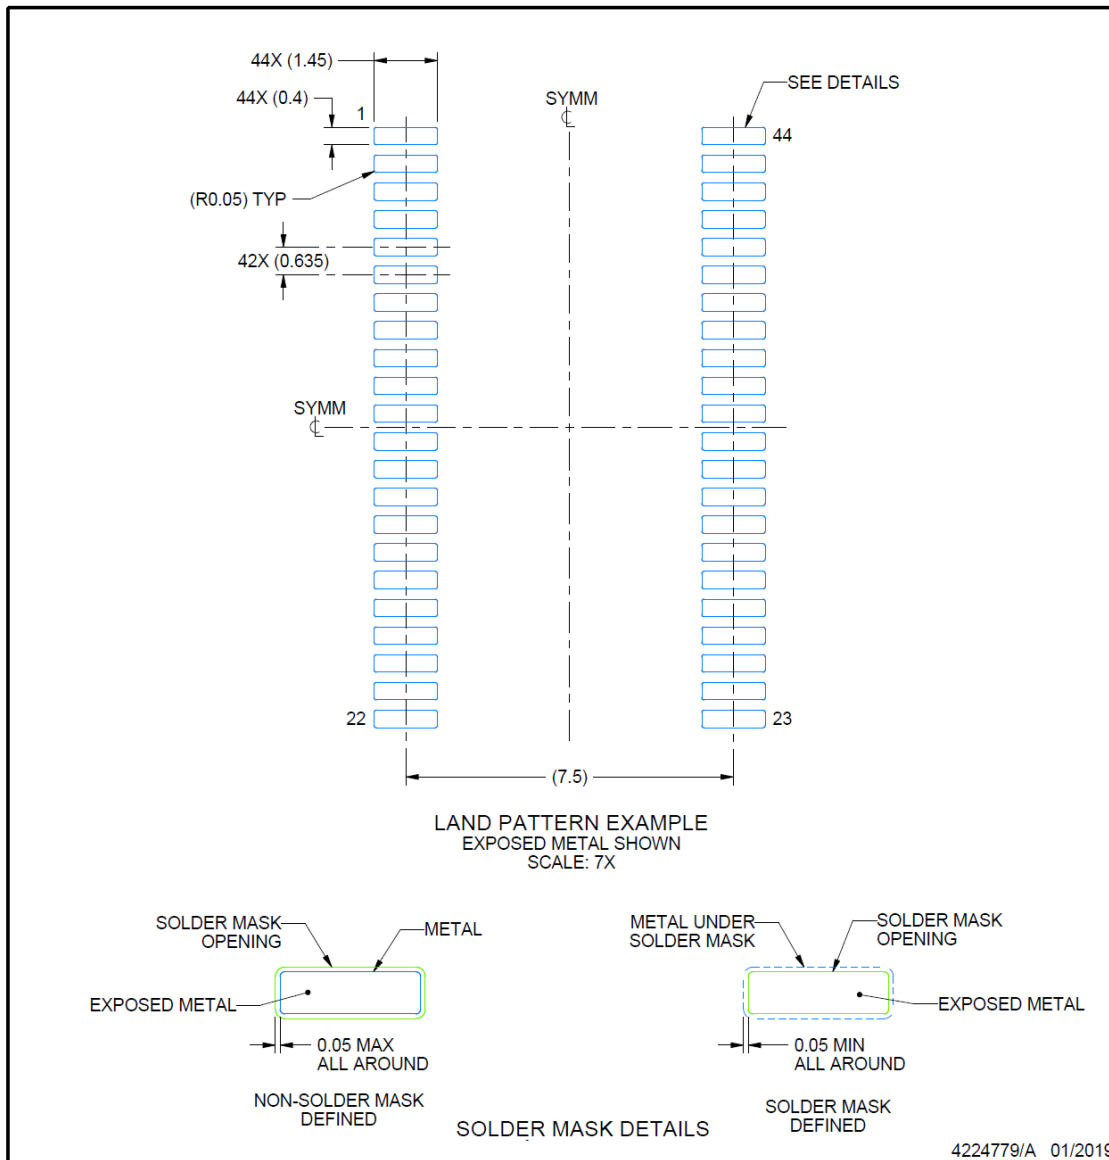 44X (1.45)
44X (0.4)
1
SYMM
SEE DETAILS
44
(R0.05) TYP
42X (0.635)
SYMM
22
23
(7.5)
LAND PATTERN EXAMPLE
EXPOSED METAL SHOWN
SCALE: 7X
SOLDER MASK
OPENING
METAL
EXPOSED METAL
0.05 MAX
ALL AROUND
NON-SOLDER MASK
DEFINED
METAL UNDER
SOLDER MASK
SOLDER MASK
OPENING
EXPOSED METAL
0.05 MIN
ALL AROUND
SOLDER MASK
DEFINED
SOLDER MASK DETAILS
4224779/A 01/2019